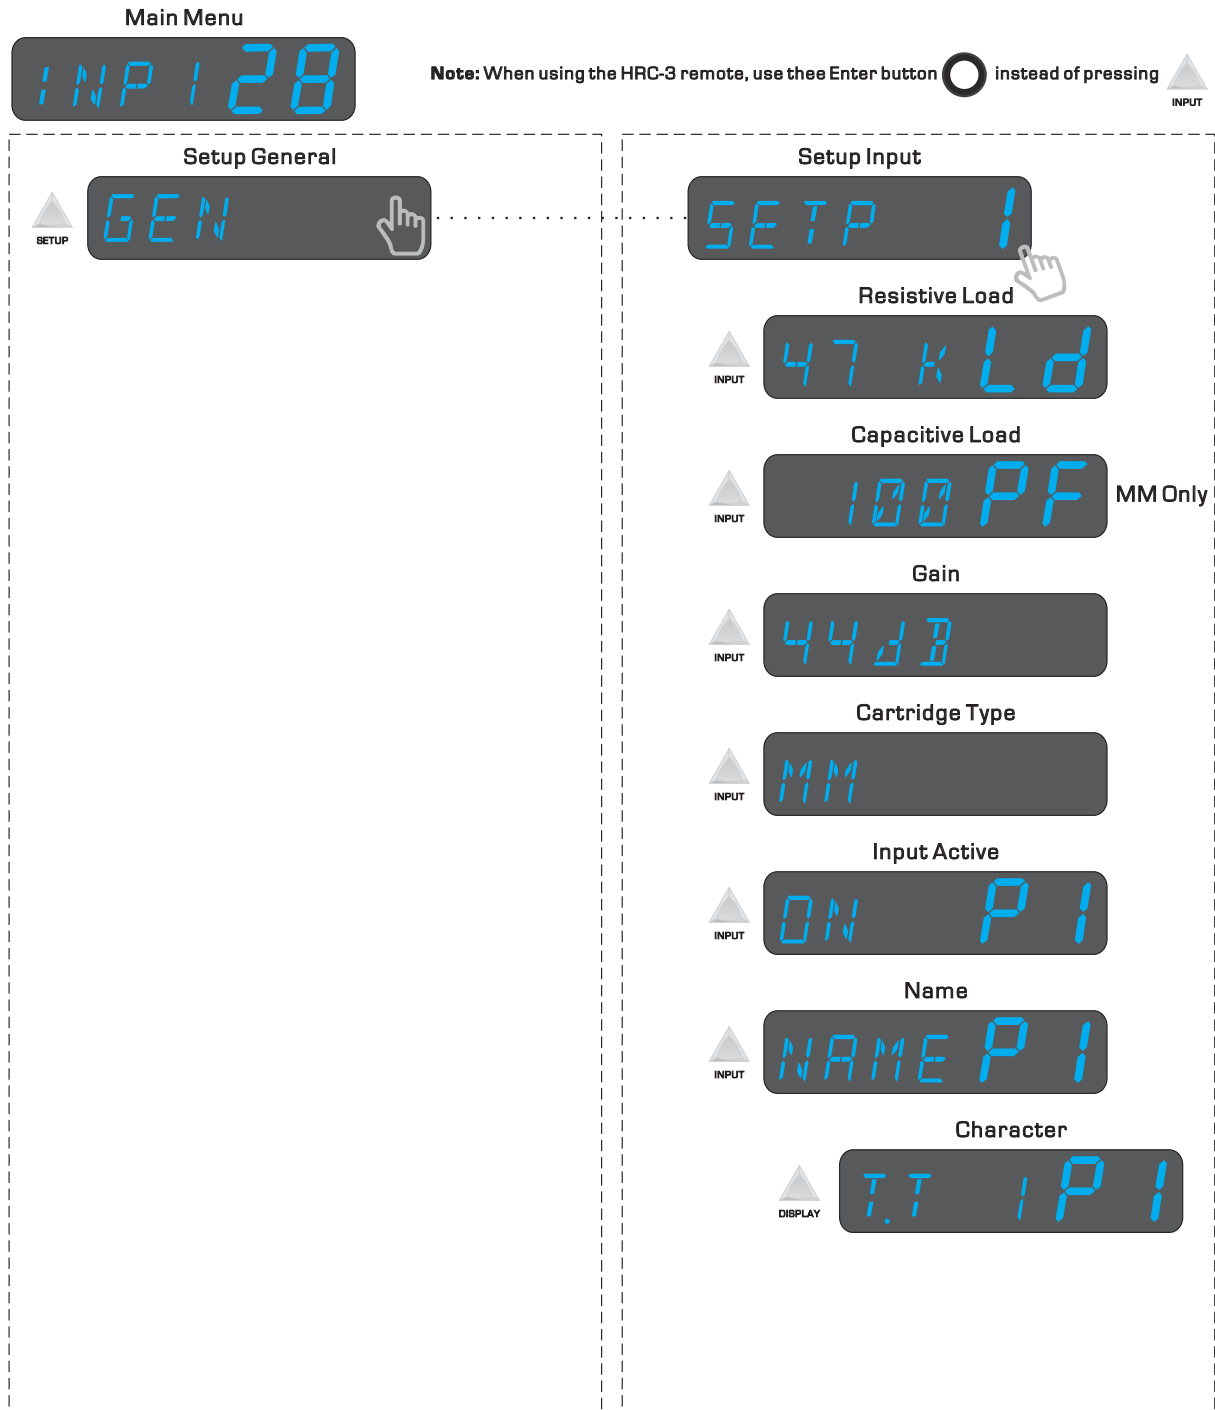 Main Menu
INP 1 28
Note: When using the HRC-3 remote, use thee Enter button instead of pressing
INPUT
Setup General
SETUP
GEN
Setup Input
SETP 1
Resistive Load
INPUT
47 K Ld
Capacitive Load
INPUT
100 PF
MM Only
Gain
INPUT
44dB
Cartridge Type
INPUT
MM
Input Active
INPUT
ON P1
Name
INPUT
NAME P1
Character
DISPLAY
T.T 1 P1